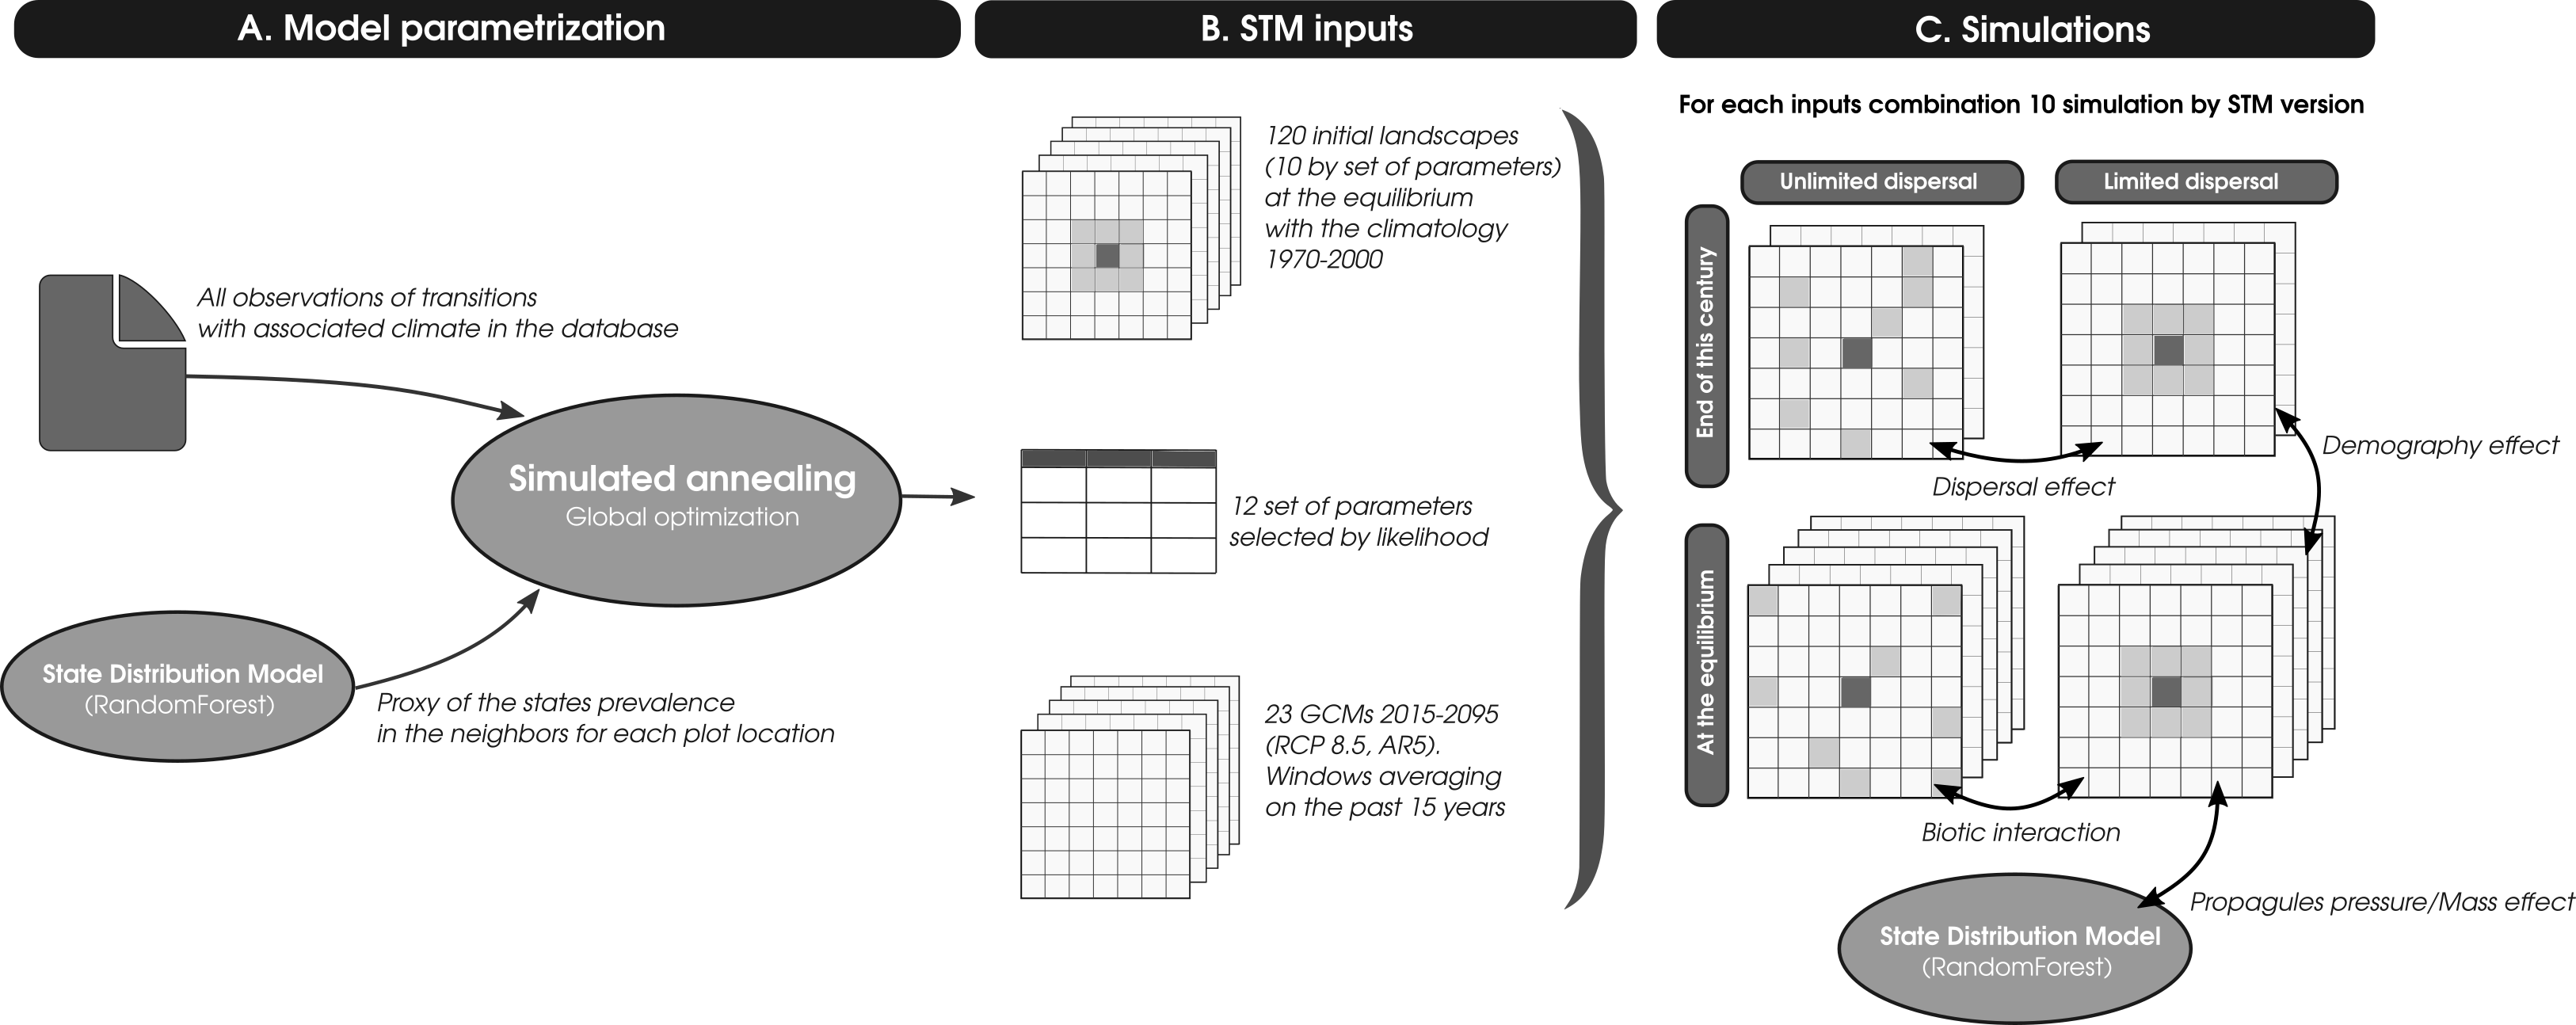 A. Model parametrization
All observations of transitions
with associated climate in the database
Simulated annealing
Global optimization
State Distribution Model
(RandomForest)
Proxy of the states prevalence
in the neighbors for each plot location
B. STM inputs
120 initial landscapes
(10 by set of parameters)
at the equilibrium
with the climatology
1970-2000
12 set of parameters
selected by likelihood
23 GCMs 2015-2095
(RCP 8.5, AR5).
Windows averaging
on the past 15 years
C. Simulations
For each inputs combination 10 simulation by STM version
Unlimited dispersal
Limited dispersal
End of this century
Dispersal effect
Demography effect
At the equilibrium
Biotic interaction
Propagules pressure/Mass effect
State Distribution Model
(RandomForest)